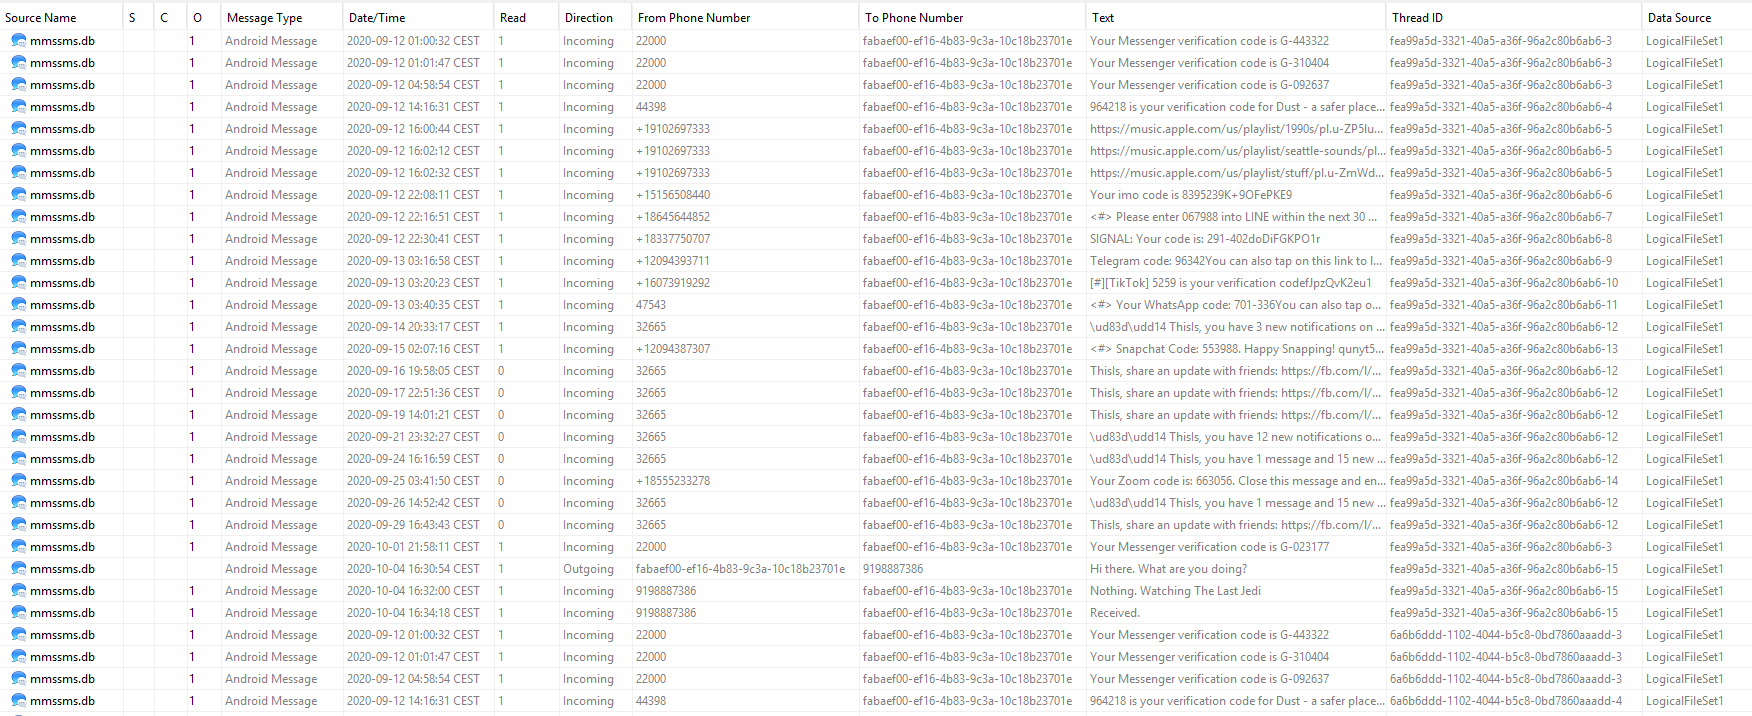 Source Name S C O Message Type Date/Time Read Direction From Phone Number To Phone Number Text Thread ID Data Source
mmssms.db 1 Android Message 2020-09-12 01:00:32 CEST 1 Incoming 22000 fabaef00-ef16-4b83-9c3a-10c18b23701e Your Messenger verification code is G-443322 fea99a5d-3321-40a5-a36f-96a2c80b6ab6-3 LogicalFileSet1
mmssms.db 1 Android Message 2020-09-12 01:01:47 CEST 1 Incoming 22000 fabaef00-ef16-4b83-9c3a-10c18b23701e Your Messenger verification code is G-310404 fea99a5d-3321-40a5-a36f-96a2c80b6ab6-3 LogicalFileSet1
mmssms.db 1 Android Message 2020-09-12 04:58:54 CEST 1 Incoming 22000 fabaef00-ef16-4b83-9c3a-10c18b23701e Your Messenger verification code is G-092637 fea99a5d-3321-40a5-a36f-96a2c80b6ab6-3 LogicalFileSet1
mmssms.db 1 Android Message 2020-09-12 14:16:31 CEST 1 Incoming 44398 fabaef00-ef16-4b83-9c3a-10c18b23701e 964218 is your verification code for Dust - a safer place... fea99a5d-3321-40a5-a36f-96a2c80b6ab6-4 LogicalFileSet1
mmssms.db 1 Android Message 2020-09-12 16:00:44 CEST 1 Incoming +19102697333 fabaef00-ef16-4b83-9c3a-10c18b23701e https://music.apple.com/us/playlist/1990s/pl.u-ZP5lu... fea99a5d-3321-40a5-a36f-96a2c80b6ab6-5 LogicalFileSet1
mmssms.db 1 Android Message 2020-09-12 16:02:12 CEST 1 Incoming +19102697333 fabaef00-ef16-4b83-9c3a-10c18b23701e https://music.apple.com/us/playlist/seattle-sounds/pl... fea99a5d-3321-40a5-a36f-96a2c80b6ab6-5 LogicalFileSet1
mmssms.db 1 Android Message 2020-09-12 16:02:32 CEST 1 Incoming +19102697333 fabaef00-ef16-4b83-9c3a-10c18b23701e https://music.apple.com/us/playlist/stuff/pl.u-ZmWd... fea99a5d-3321-40a5-a36f-96a2c80b6ab6-5 LogicalFileSet1
mmssms.db 1 Android Message 2020-09-12 22:08:11 CEST 1 Incoming +15156508440 fabaef00-ef16-4b83-9c3a-10c18b23701e Your imo code is 8395239K+9OFePKE9 fea99a5d-3321-40a5-a36f-96a2c80b6ab6-6 LogicalFileSet1
mmssms.db 1 Android Message 2020-09-12 22:16:51 CEST 1 Incoming +18645644852 fabaef00-ef16-4b83-9c3a-10c18b23701e <#> Please enter 067988 into LINE within the next 30 ... fea99a5d-3321-40a5-a36f-96a2c80b6ab6-7 LogicalFileSet1
mmssms.db 1 Android Message 2020-09-12 22:30:41 CEST 1 Incoming +18337750707 fabaef00-ef16-4b83-9c3a-10c18b23701e SIGNAL: Your code is: 291-402doDiFGKPO1r fea99a5d-3321-40a5-a36f-96a2c80b6ab6-8 LogicalFileSet1
mmssms.db 1 Android Message 2020-09-13 03:16:58 CEST 1 Incoming +12094393711 fabaef00-ef16-4b83-9c3a-10c18b23701e Telegram code: 96342You can also tap on this link to l... fea99a5d-3321-40a5-a36f-96a2c80b6ab6-9 LogicalFileSet1
mmssms.db 1 Android Message 2020-09-13 03:20:23 CEST 1 Incoming +16073919292 fabaef00-ef16-4b83-9c3a-10c18b23701e [#][TikTok] 5259 is your verification codefJpzQvK2eu1 fea99a5d-3321-40a5-a36f-96a2c80b6ab6-10 LogicalFileSet1
mmssms.db 1 Android Message 2020-09-13 03:40:35 CEST 1 Incoming 47543 fabaef00-ef16-4b83-9c3a-10c18b23701e <#> Your WhatsApp code: 701-336You can also tap o... fea99a5d-3321-40a5-a36f-96a2c80b6ab6-11 LogicalFileSet1
mmssms.db 1 Android Message 2020-09-14 20:33:17 CEST 1 Incoming 32665 fabaef00-ef16-4b83-9c3a-10c18b23701e \ud83d\udd14 ThisIs, you have 3 new notifications on ... fea99a5d-3321-40a5-a36f-96a2c80b6ab6-12 LogicalFileSet1
mmssms.db 1 Android Message 2020-09-15 02:07:16 CEST 1 Incoming +12094387307 fabaef00-ef16-4b83-9c3a-10c18b23701e <#> Snapchat Code: 553988. Happy Snapping! qunyt5... fea99a5d-3321-40a5-a36f-96a2c80b6ab6-13 LogicalFileSet1
mmssms.db 1 Android Message 2020-09-16 19:58:05 CEST 0 Incoming 32665 fabaef00-ef16-4b83-9c3a-10c18b23701e ThisIs, share an update with friends: https://fb.com/l/... fea99a5d-3321-40a5-a36f-96a2c80b6ab6-12 LogicalFileSet1
mmssms.db 1 Android Message 2020-09-17 22:51:36 CEST 0 Incoming 32665 fabaef00-ef16-4b83-9c3a-10c18b23701e ThisIs, share an update with friends: https://fb.com/l/... fea99a5d-3321-40a5-a36f-96a2c80b6ab6-12 LogicalFileSet1
mmssms.db 1 Android Message 2020-09-19 14:01:21 CEST 0 Incoming 32665 fabaef00-ef16-4b83-9c3a-10c18b23701e ThisIs, share an update with friends: https://fb.com/l/... fea99a5d-3321-40a5-a36f-96a2c80b6ab6-12 LogicalFileSet1
mmssms.db 1 Android Message 2020-09-21 23:32:27 CEST 0 Incoming 32665 fabaef00-ef16-4b83-9c3a-10c18b23701e \ud83d\udd14 ThisIs, you have 12 new notifications o... fea99a5d-3321-40a5-a36f-96a2c80b6ab6-12 LogicalFileSet1
mmssms.db 1 Android Message 2020-09-24 16:16:59 CEST 0 Incoming 32665 fabaef00-ef16-4b83-9c3a-10c18b23701e \ud83d\udd14 ThisIs, you have 1 message and 15 new ... fea99a5d-3321-40a5-a36f-96a2c80b6ab6-12 LogicalFileSet1
mmssms.db 1 Android Message 2020-09-25 03:41:50 CEST 0 Incoming +18555233278 fabaef00-ef16-4b83-9c3a-10c18b23701e Your Zoom code is: 663056. Close this message and en... fea99a5d-3321-40a5-a36f-96a2c80b6ab6-14 LogicalFileSet1
mmssms.db 1 Android Message 2020-09-26 14:52:42 CEST 0 Incoming 32665 fabaef00-ef16-4b83-9c3a-10c18b23701e \ud83d\udd14 ThisIs, you have 1 message and 15 new ... fea99a5d-3321-40a5-a36f-96a2c80b6ab6-12 LogicalFileSet1
mmssms.db 1 Android Message 2020-09-29 16:43:43 CEST 0 Incoming 32665 fabaef00-ef16-4b83-9c3a-10c18b23701e ThisIs, share an update with friends: https://fb.com/l/... fea99a5d-3321-40a5-a36f-96a2c80b6ab6-12 LogicalFileSet1
mmssms.db 1 Android Message 2020-10-01 21:58:11 CEST 1 Incoming 22000 fabaef00-ef16-4b83-9c3a-10c18b23701e Your Messenger verification code is G-023177 fea99a5d-3321-40a5-a36f-96a2c80b6ab6-3 LogicalFileSet1
mmssms.db Android Message 2020-10-04 16:30:54 CEST 1 Outgoing fabaef00-ef16-4b83-9c3a-10c18b23701e 9198887386 Hi there. What are you doing? fea99a5d-3321-40a5-a36f-96a2c80b6ab6-15 LogicalFileSet1
mmssms.db 1 Android Message 2020-10-04 16:32:00 CEST 1 Incoming 9198887386 fabaef00-ef16-4b83-9c3a-10c18b23701e Nothing. Watching The Last Jedi fea99a5d-3321-40a5-a36f-96a2c80b6ab6-15 LogicalFileSet1
mmssms.db 1 Android Message 2020-10-04 16:34:18 CEST 1 Incoming 9198887386 fabaef00-ef16-4b83-9c3a-10c18b23701e Received. fea99a5d-3321-40a5-a36f-96a2c80b6ab6-15 LogicalFileSet1
mmssms.db 1 Android Message 2020-09-12 01:00:32 CEST 1 Incoming 22000 fabaef00-ef16-4b83-9c3a-10c18b23701e Your Messenger verification code is G-443322 6a6b6ddd-1102-4044-b5c8-0bd7860aaadd-3 LogicalFileSet1
mmssms.db 1 Android Message 2020-09-12 01:01:47 CEST 1 Incoming 22000 fabaef00-ef16-4b83-9c3a-10c18b23701e Your Messenger verification code is G-310404 6a6b6ddd-1102-4044-b5c8-0bd7860aaadd-3 LogicalFileSet1
mmssms.db 1 Android Message 2020-09-12 04:58:54 CEST 1 Incoming 22000 fabaef00-ef16-4b83-9c3a-10c18b23701e Your Messenger verification code is G-092637 6a6b6ddd-1102-4044-b5c8-0bd7860aaadd-3 LogicalFileSet1
mmssms.db 1 Android Message 2020-09-12 14:16:31 CEST 1 Incoming 44398 fabaef00-ef16-4b83-9c3a-10c18b23701e 964218 is your verification code for Dust - a safer place... 6a6b6ddd-1102-4044-b5c8-0bd7860aaadd-4 LogicalFileSet1